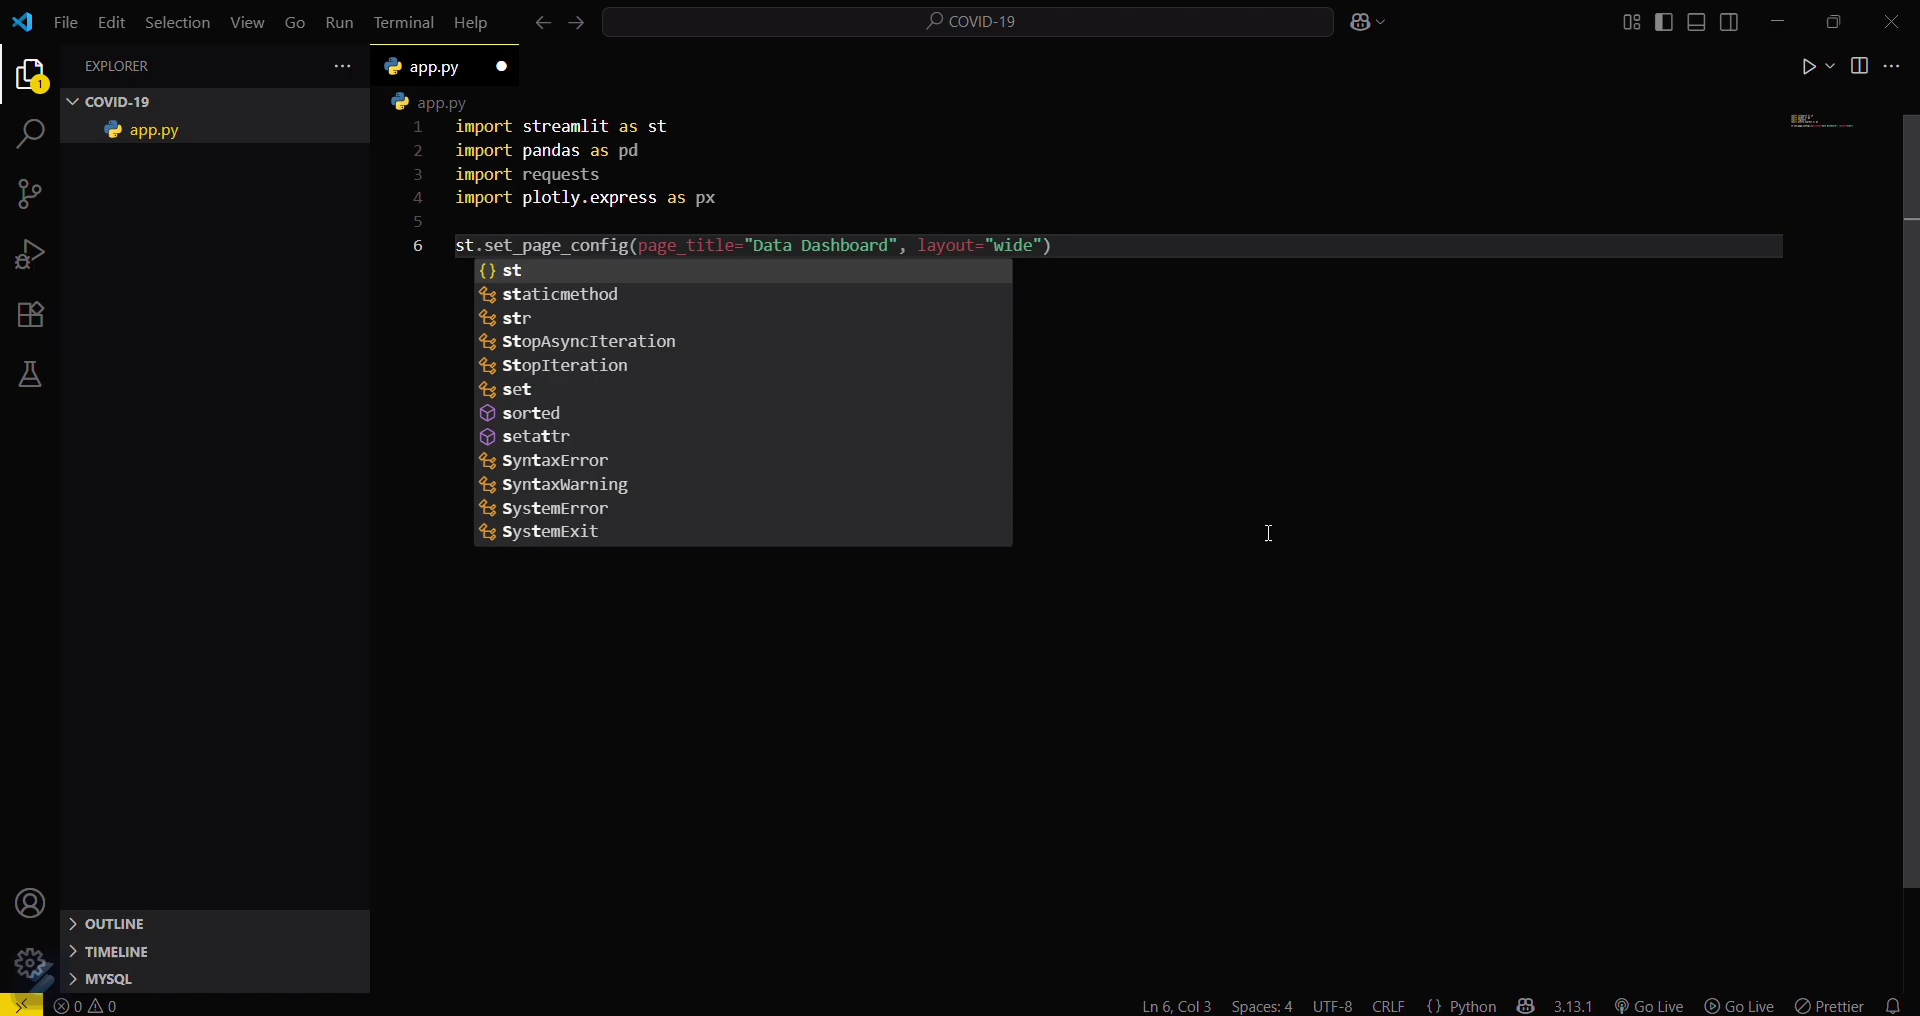 File Edit Selection View Go Run Terminal Help
COVID-19
EXPLORER
COVID-19
app.py
1
app.py
app.py
1 import streamlit as st
2 import pandas as pd
3 import requests
4 import plotly.express as px
5
6 st.set_page_config(page_title="Data Dashboard", layout="wide")
{} st
staticmethod
str
StopAsyncIteration
StopIteration
set
sorted
setattr
SyntaxError
SyntaxWarning
SystemError
SystemExit
OUTLINE
TIMELINE
MYSQL
0 0
Ln 6, Col 3 Spaces: 4 UTF-8 CRLF {} Python 3.13.1 Go Live Go Live Prettier